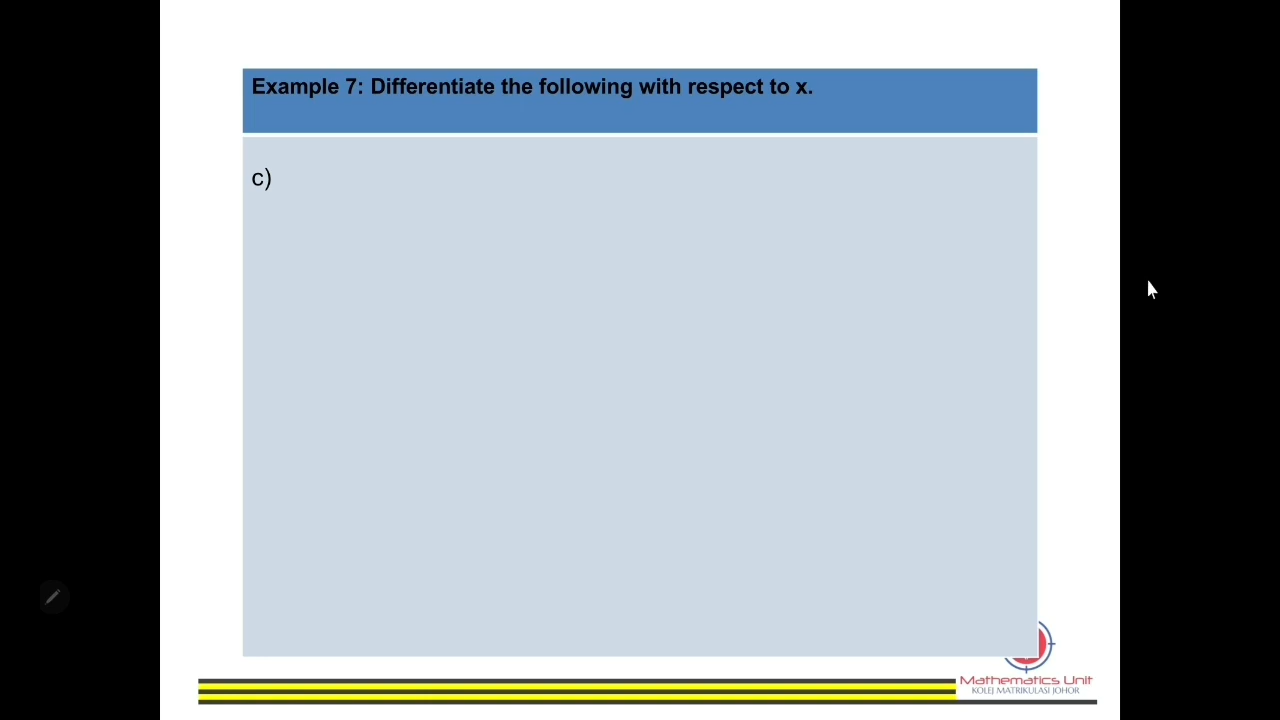 Example 7: Differentiate the following with respect to x.
c)
Mathematics Unit
KOLEJ MATRIKULASI JOHOR